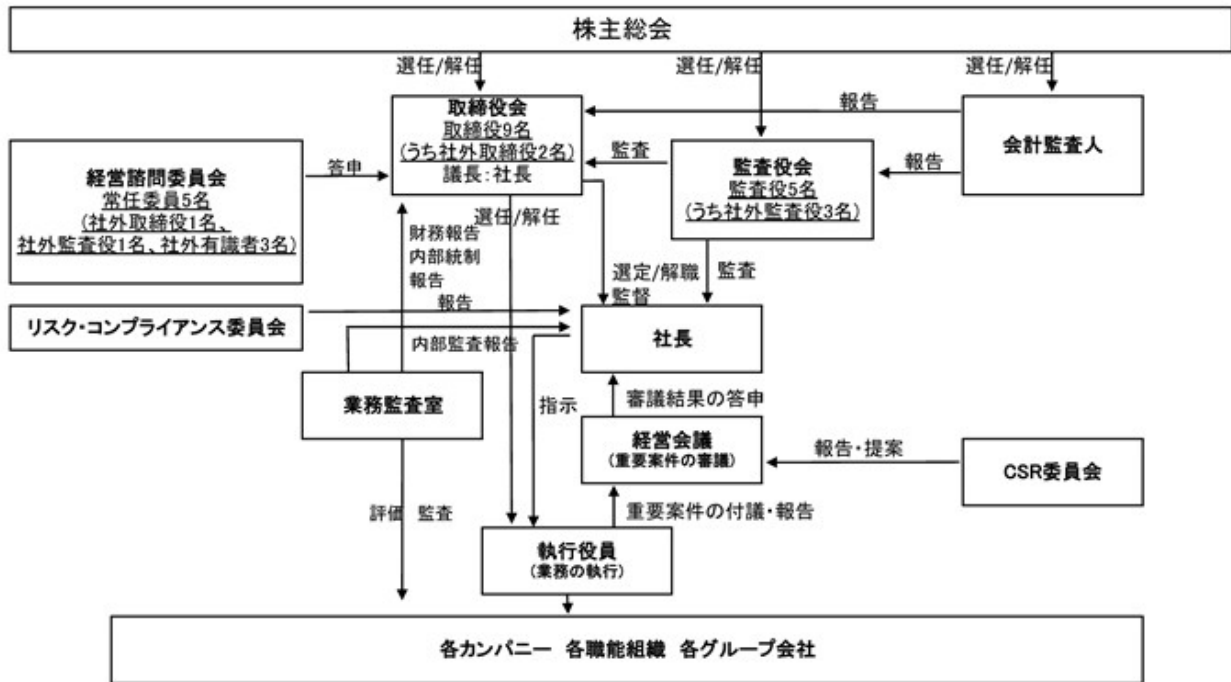 株主総会
選任/解任
選任/解任
選任/解任
取締役会
取締役9名
(うち社外取締役2名)
議長:社長
報告
会計監査人
経営諮問委員会
常任委員5名
(社外取締役1名、
社外監査役1名、社外有識者3名)
答申
監査
監査役会
監査役5名
(うち社外監査役3名)
報告
選任/解任
財務報告
内部統制
報告
選定/解職
監督
監査
リスク・コンプライアンス委員会
報告
社長
内部監査報告
業務監査室
指示
審議結果の答申
経営会議
(重要案件の審議)
報告・提案
CSR委員会
評価 監査
重要案件の付議・報告
執行役員
(業務の執行)
各カンパニー 各職能組織 各グループ会社